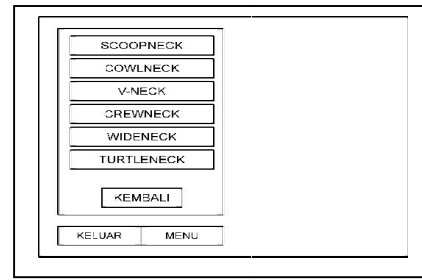 SCOOPNECK
COWLNECK
V-NECK
CREWNECK
WIDENECK
TURTLENECK
KEMBALI
KELUAR MENU